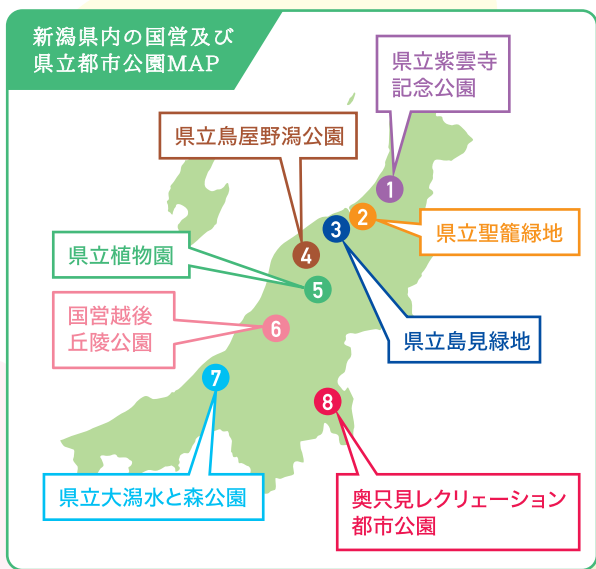 新潟県内の国営及び
県立都市公園MAP
県立紫雲寺
記念公園
県立鳥屋野潟公園
1
2
県立聖籠緑地
3
4
県立植物園
5
国営越後
丘陵公園
6
県立島見緑地
7
8
県立大潟水と森公園
奥只見レクリェーション
都市公園